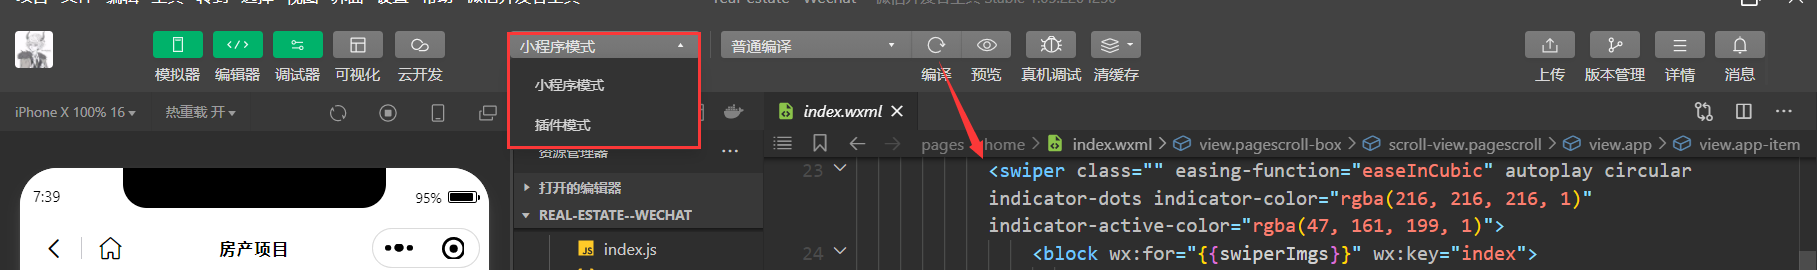 模拟器 编辑器 调试器 可视化 云开发
小程序模式
小程序模式
插件模式
普通编译
编译 预览 真机调试 清缓存
上传 版本管理 详情 消息
iPhone X 100% 16
热重载 开
资源管理器
打开的编辑器
REAL-ESTATE--WECHAT
index.js
7:39
95%
房产项目
index.wxml
pages home > index.wxml > view.pagescroll-box > scroll-view.pagescroll > view.app > view.app-item
23 <swiper class="" easing-function="easeInCubic" autoplay circular
indicator-dots indicator-color="rgba(216, 216, 216, 1)"
indicator-active-color="rgba(47, 161, 199, 1)">
24 <block wx:for="{{swiperImgs}}" wx:key="index">